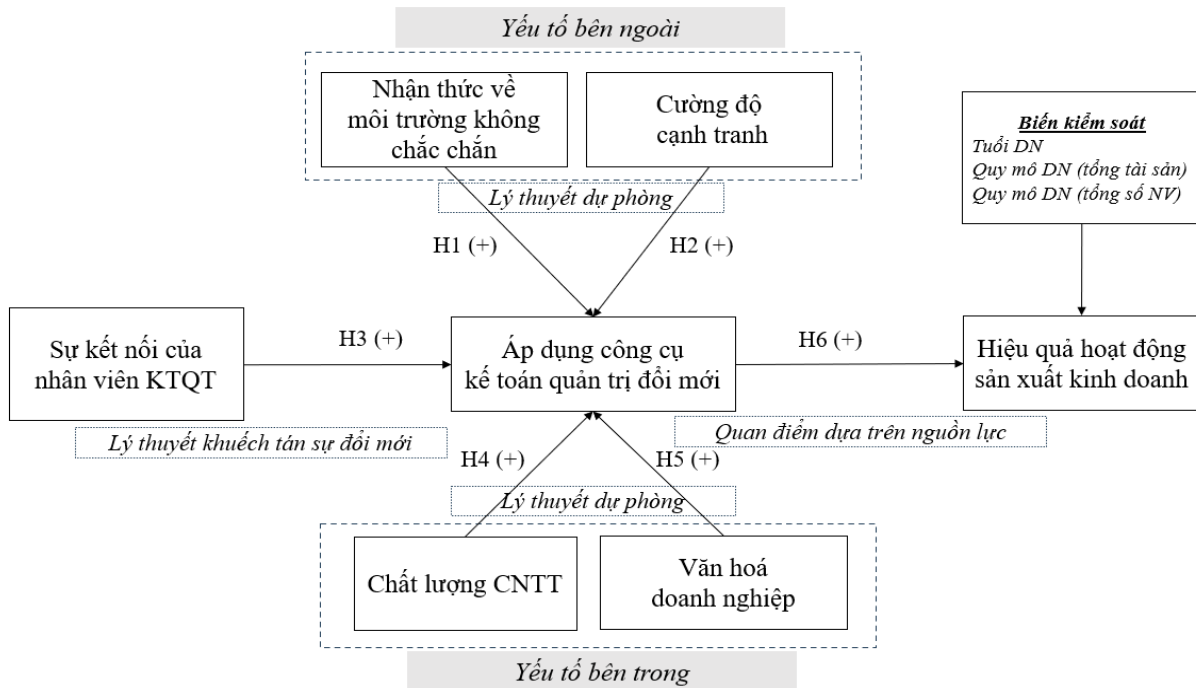 Yếu tố bên ngoài
Nhận thức về
môi trường không
chắc chắn
Cường độ
cạnh tranh
Biến kiểm soát
Tuổi DN
Quy mô DN (tổng tài sản)
Quy mô DN (tổng số NV)
Lý thuyết dự phòng
H1 (+)
H2 (+)
Sự kết nối của
nhân viên KTQT
H3 (+)
Áp dụng công cụ
kế toán quản trị đổi mới
H6 (+)
Hiệu quả hoạt động
sản xuất kinh doanh
Lý thuyết khuếch tán sự đổi mới
Quan điểm dựa trên nguồn lực
H4 (+)
H5 (+)
Lý thuyết dự phòng
Chất lượng CNTT
Văn hoá
doanh nghiệp
Yếu tố bên trong